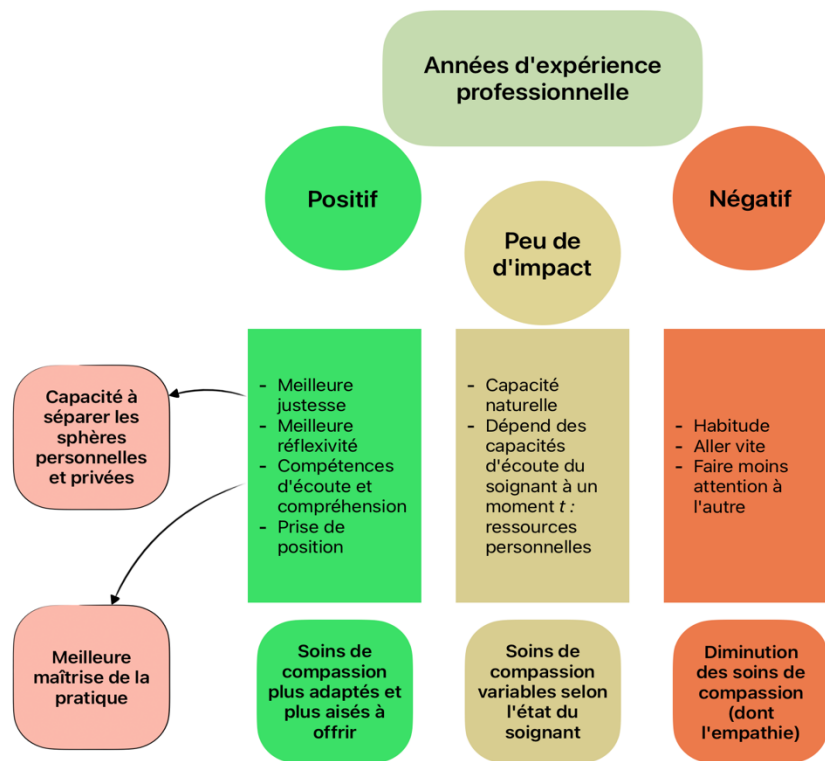 Années d'expérience
professionnelle
Positif
Peu de
d'impact
Négatif
Capacité à
séparer les
sphères
personnelles
et privées
Meilleure
maîtrise de la
pratique
- Meilleure
justesse
- Meilleure
réflexivité
- Compétences
d'écoute et
compréhension
- Prise de
position
- Capacité
naturelle
- Dépend des
capacités
d'écoute du
soignant à un
moment t :
ressources
personnelles
- Habitude
- Aller vite
- Faire moins
attention à
l'autre
Soins de
compassion
plus adaptés et
plus aisés à
offrir
Soins de
compassion
variables selon
l'état du
soignant
Diminution
des soins de
compassion
(dont
l'empathie)